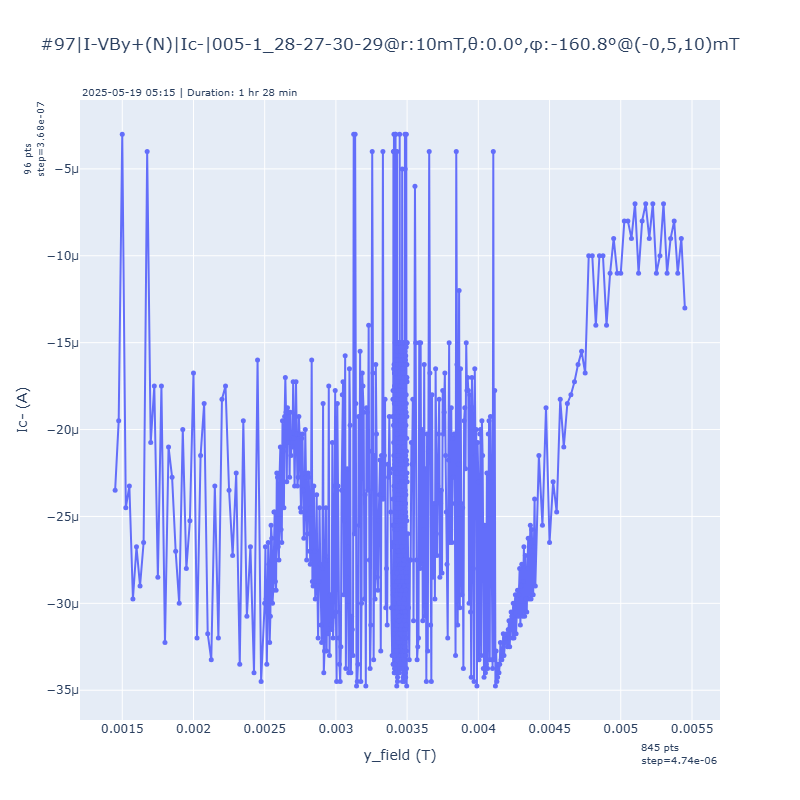 #97|I-VBy+(N)|Ic-|005-1_28-27-30-29@r:10mT,θ:0.0°,φ:-160.8°@(-0,5,10)mT
2025-05-19 05:15 | Duration: 1 hr 28 min
96 pts
step=3.68e-07
−5μ
−10μ
−15μ
−20μ
−25μ
−30μ
−35μ
Ic- (A)
0.0015
0.002
0.0025
0.003
0.0035
0.004
0.0045
0.005
0.0055
y_field (T)
845 pts
step=4.74e-06